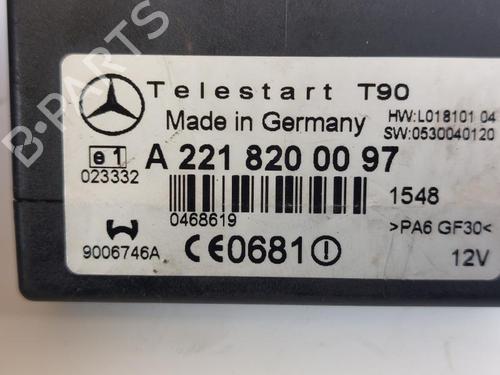 Telestart T90
Made in Germany
HW:L018101 04
SW:0530040120
e1
023332
A 221 820 00 97
0468619
1548
>PA6 GF30<
9006746A
CE0681
12V
B-PARTS